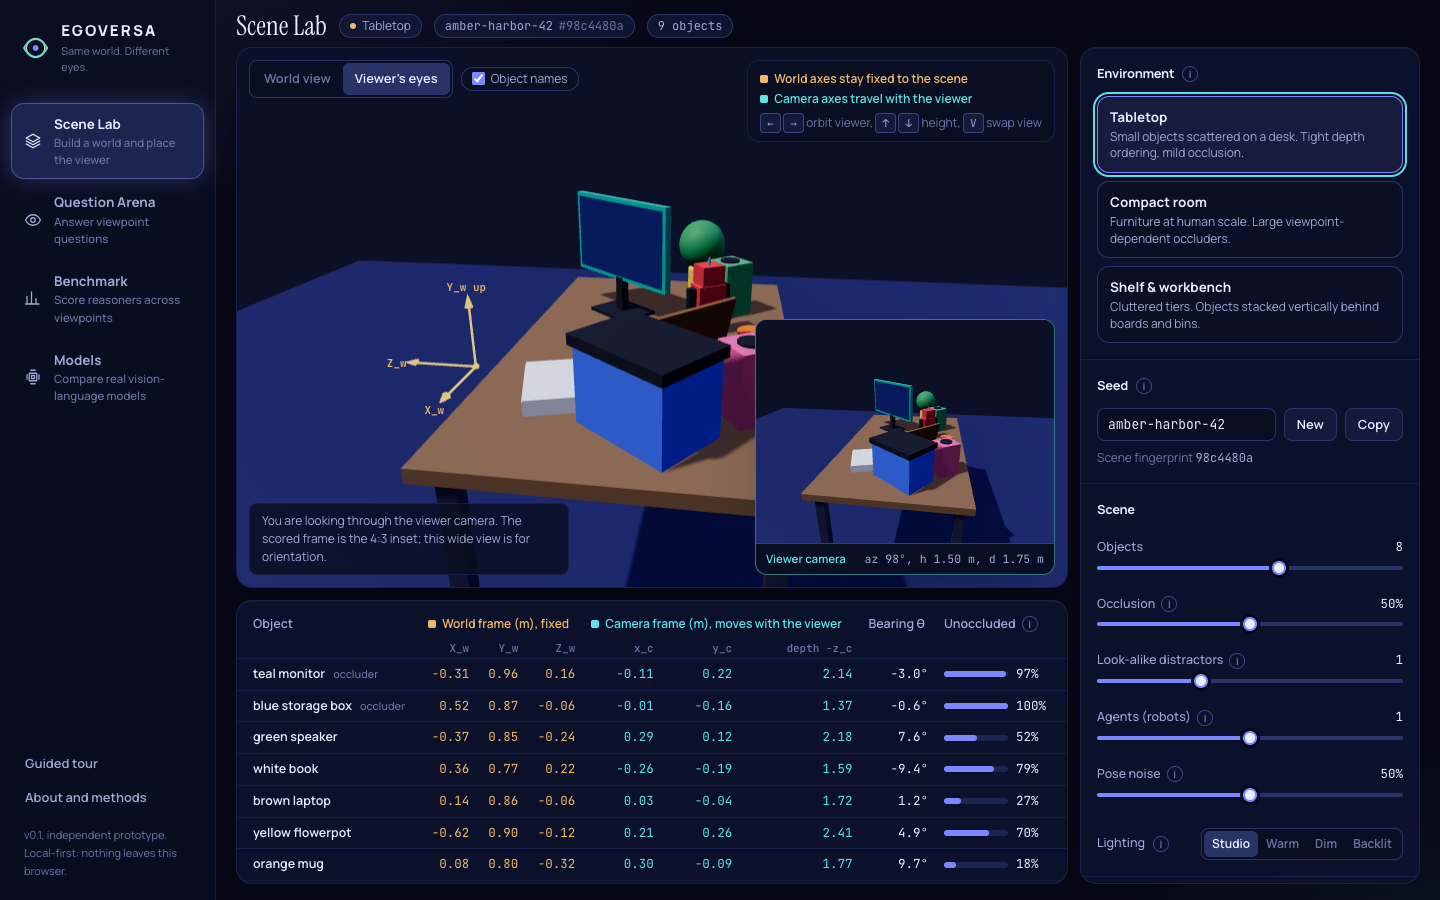 EGOVERSA
Same world. Different
eyes.
Scene Lab
Build a world and place
the viewer
Question Arena
Answer viewpoint
questions
Benchmark
Score reasoners across
viewpoints
Models
Compare real vision-
language models
Guided tour
About and methods
v0.1, independent prototype.
Local-first: nothing leaves this
browser.
Scene Lab
Tabletop
amber-harbor-42 #98c4480a
9 objects
World view
Viewer's eyes
Object names
World axes stay fixed to the scene
Camera axes travel with the viewer
← → orbit viewer, ↑ ↓ height, V swap view
Y_w up
Z_w
X_w
You are looking through the viewer camera. The
scored frame is the 4:3 inset; this wide view is for
orientation.
Viewer camera az 98°, h 1.50 m, d 1.75 m
Object World frame (m), fixed Camera frame (m), moves with the viewer Bearing θ Unoccluded i
X_w Y_w Z_w x_c y_c depth -z_c
teal monitor occluder -0.31 0.96 0.16 -0.11 0.22 2.14 -3.0° 97%
blue storage box occluder 0.52 0.87 -0.06 -0.01 -0.16 1.37 -0.6° 100%
green speaker -0.37 0.85 -0.24 0.29 0.12 2.18 7.6° 52%
white book 0.36 0.77 0.22 -0.26 -0.19 1.59 -9.4° 79%
brown laptop 0.14 0.86 -0.06 0.03 -0.04 1.72 1.2° 27%
yellow flowerpot -0.62 0.90 -0.12 0.21 0.26 2.41 4.9° 70%
orange mug 0.08 0.80 -0.32 0.30 -0.09 1.77 9.7° 18%
Environment i
Tabletop
Small objects scattered on a desk. Tight depth
ordering, mild occlusion.
Compact room
Furniture at human scale. Large viewpoint-
dependent occluders.
Shelf & workbench
Cluttered tiers. Objects stacked vertically behind
boards and bins.
Seed i
amber-harbor-42
New
Copy
Scene fingerprint 98c4480a
Scene
Objects 8
Occlusion i 50%
Look-alike distractors i 1
Agents (robots) i 1
Pose noise i 50%
Lighting i Studio Warm Dim Backlit